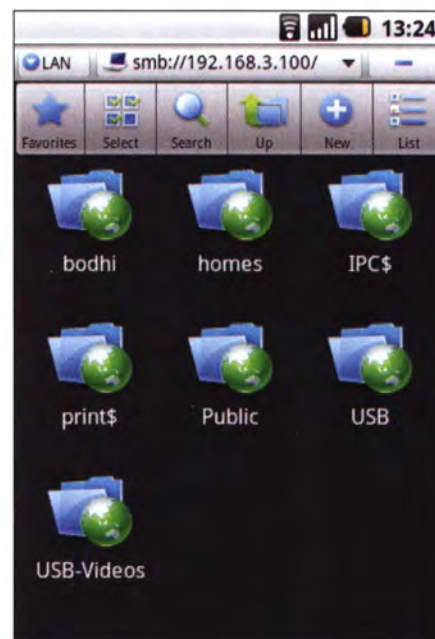 13:24
LAN smb://192.168.3.100/
Favorites Select Search Up New List
bodhi homes IPC$
print$ Public USB
USB-Videos